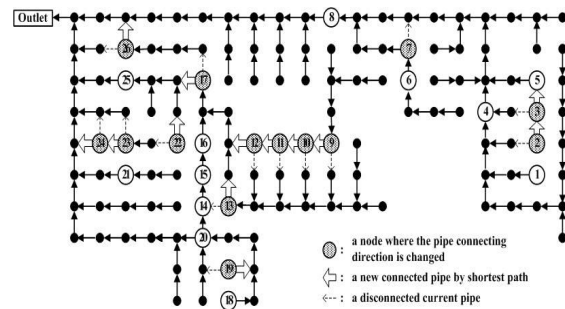 Outlet 8
26 7
25 17 6 5
4 3
24 23 22 16 12 11 10 9 2
21 15 1
14 13
20
19
18
: a node where the pipe connecting
direction is changed
: a new connected pipe by shortest path
: a disconnected current pipe